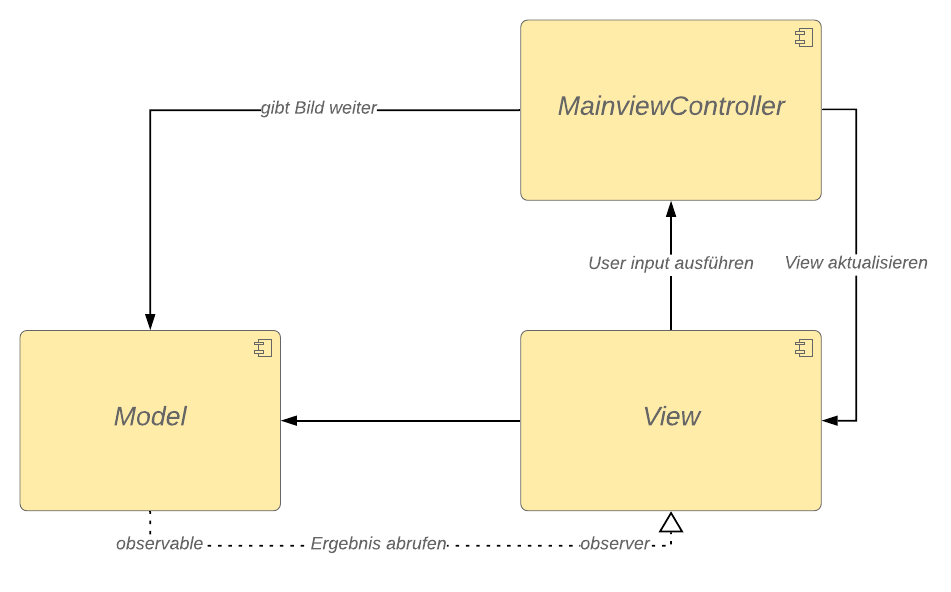 MainviewController
gibt Bild weiter
User input ausführen
View aktualisieren
Model
View
observable
Ergebnis abrufen
observer